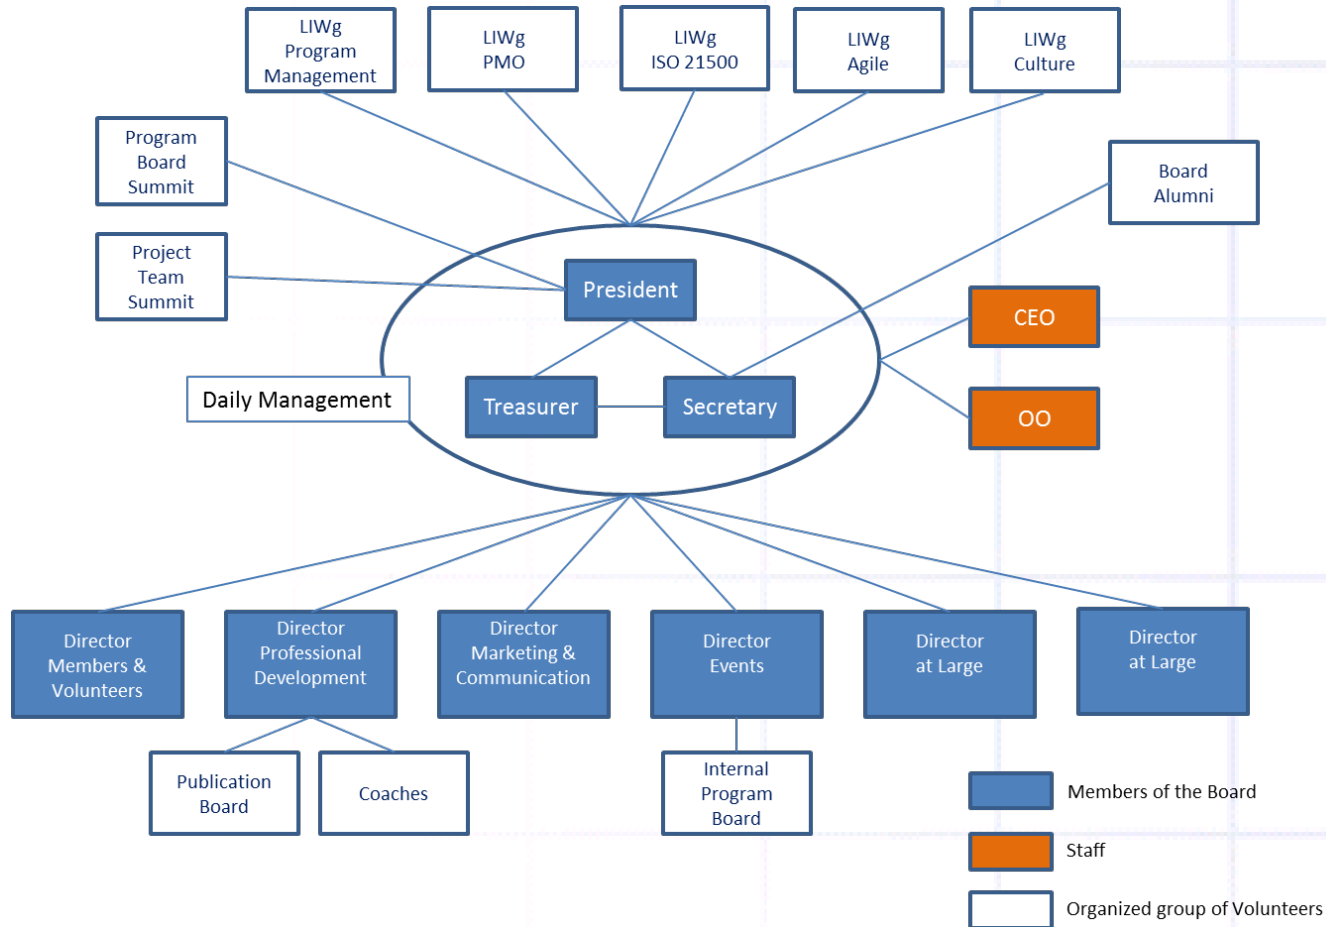 LIWg
Program
Management
LIWg
PMO
LIWg
ISO 21500
LIWg
Agile
LIWg
Culture
Program
Board
Summit
Board
Alumni
Project
Team
Summit
President
CEO
Daily Management
Treasurer
Secretary
OO
Director
Members &
Volunteers
Director
Professional
Development
Director
Marketing &
Communication
Director
Events
Director
at Large
Director
at Large
Publication
Board
Coaches
Internal
Program
Board
Members of the Board
Staff
Organized group of Volunteers